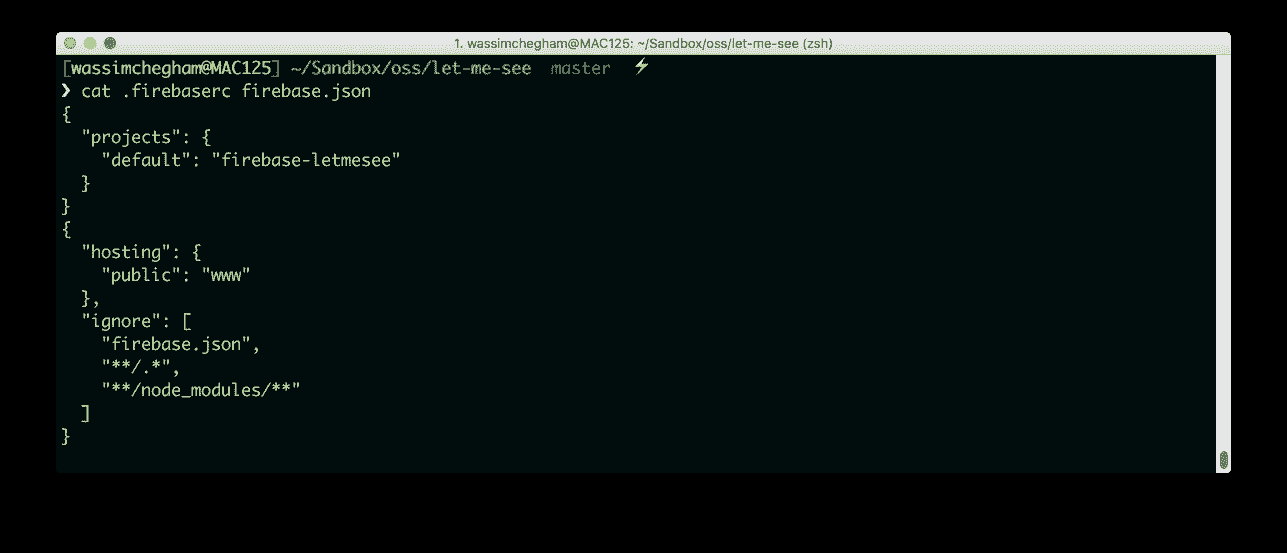 1. wassimchegham@MAC125: ~/Sandbox/oss/let-me-see (zsh)
[wassimchegham@MAC125] ~/Sandbox/oss/let-me-see master ⚡
❯ cat .firebaserc firebase.json
{
  "projects": {
    "default": "firebase-letmesee"
  }
}
{
  "hosting": {
    "public": "www"
  },
  "ignore": [
    "firebase.json",
    "**/.*",
    "**/node_modules/**"
  ]
}